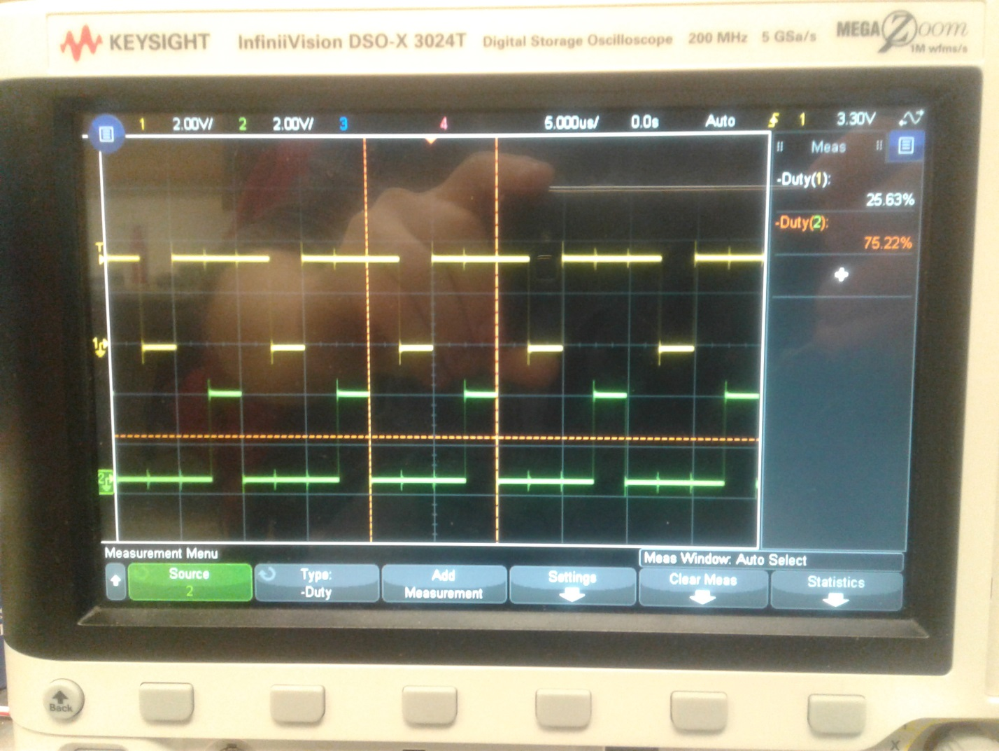 KEYSIGHT InfiniiVision DSO-X 3024T Digital Storage Oscilloscope 200 MHz 5 GSa/s MEGA Zoom
1M wfms/s
1 2.00V/ 2 2.00V/ 3 4 5.000us/ 0.0s Auto 1 3.30V
Meas
-Duty(1):
25.63%
-Duty(2):
75.22%
T
1
2
Measurement Menu
Meas Window: Auto Select
Source
2
Type:
-Duty
Add
Measurement
Settings
Clear Meas
Statistics
Back
X